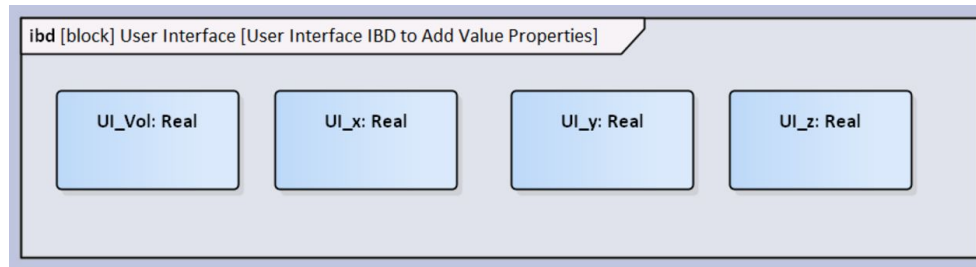 ibd [block] User Interface [User Interface IBD to Add Value Properties]
UI_Vol: Real
UI_x: Real
UI_y: Real
UI_z: Real